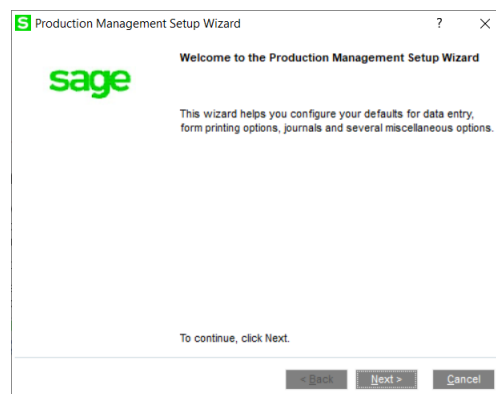 S Production Management Setup Wizard ? ×
sage
Welcome to the Production Management Setup Wizard
This wizard helps you configure your defaults for data entry,
form printing options, journals and several miscellaneous options.
To continue, click Next.
< Back Next > Cancel